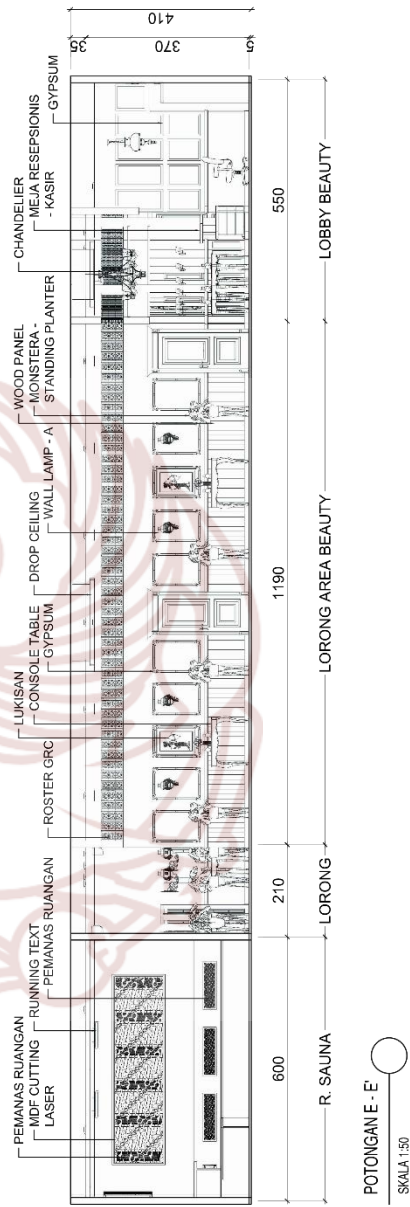 PEMANAS RUANGAN
MDF CUTTING
LASER
RUNNING TEXT
PEMANAS RUANGAN
ROSTER GRC
LUKISAN
CONSOLE TABLE
GYPSUM
DROP CEILING
WALL LAMP - A
WOOD PANEL
MONSTERA -
STANDING PLANTER
CHANDELIER
MEJA RESEPSIONIS
- KASIR
GYPSUM
35
370
5
410
600
210
1190
550
R. SAUNA
LORONG
LORONG AREA BEAUTY
LOBBY BEAUTY
POTONGAN E - E'
SKALA 1:50